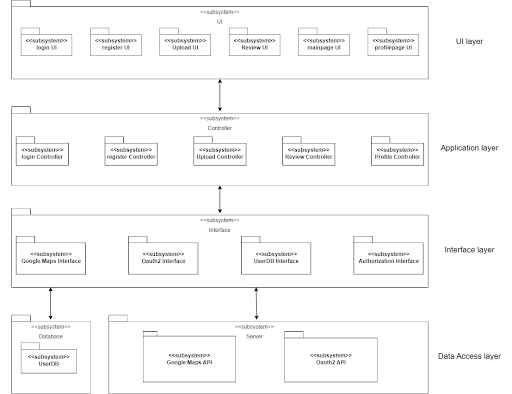 <<subsystem>>
UI
<<subsystem>> <<subsystem>> <<subsystem>> <<subsystem>> <<subsystem>> <<subsystem>>
login UI register UI Upload UI Review UI mainpage UI profilepage UI
UI layer
<<subsystem>>
Controller
<<subsystem>> <<subsystem>> <<subsystem>> <<subsystem>> <<subsystem>>
login Controller register Controller Upload Controller Review Controller Profile Controller
Application layer
<<subsystem>>
Interface
<<subsystem>> <<subsystem>> <<subsystem>> <<subsystem>>
Google Maps Interface Oauth2 Interface UserDB Interface Authorization Interface
Interface layer
<<subsystem>>
Database
<<subsystem>>
UserDB
<<subsystem>>
Server
<<subsystem>> <<subsystem>>
Google Maps API Oauth2 API
Data Access layer